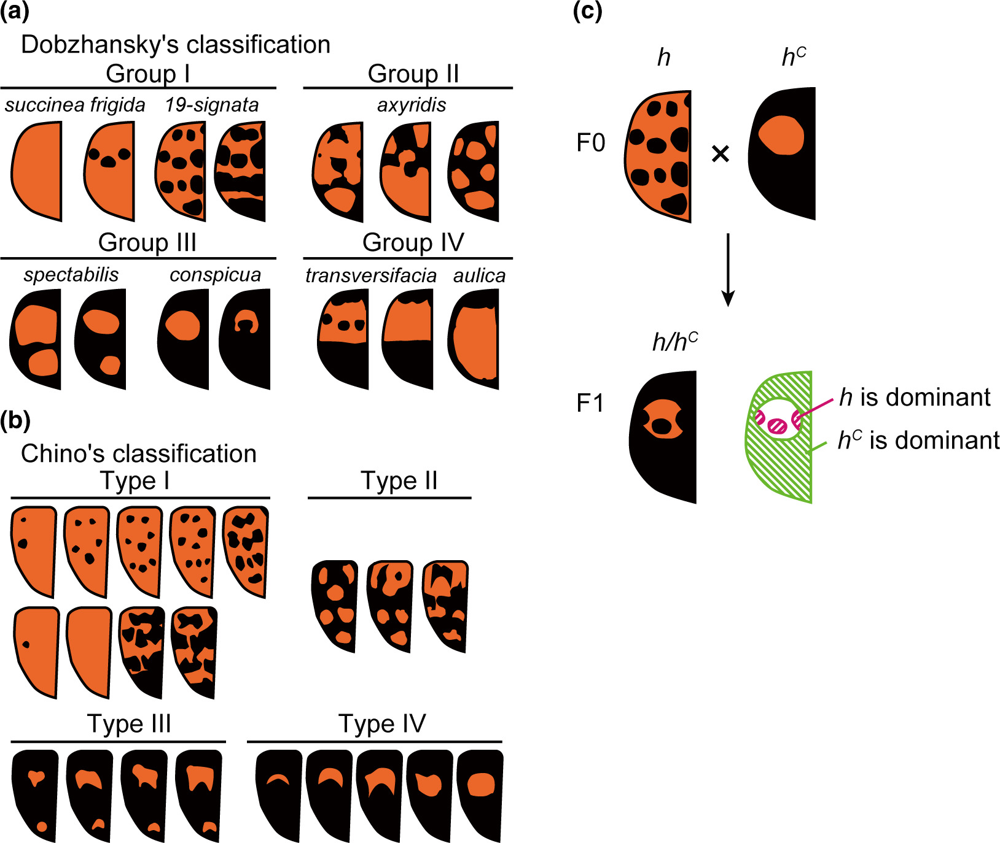 (a)
Dobzhansky's classification
Group I
succinea frigida 19-signata
Group II
axyridis
Group III
spectabilis conspicua
Group IV
transversifacia aulica
(b)
Chino's classification
Type I
Type II
Type III
Type IV
(c)
h hC
F0 ×
h/hC
F1
h is dominant
hC is dominant